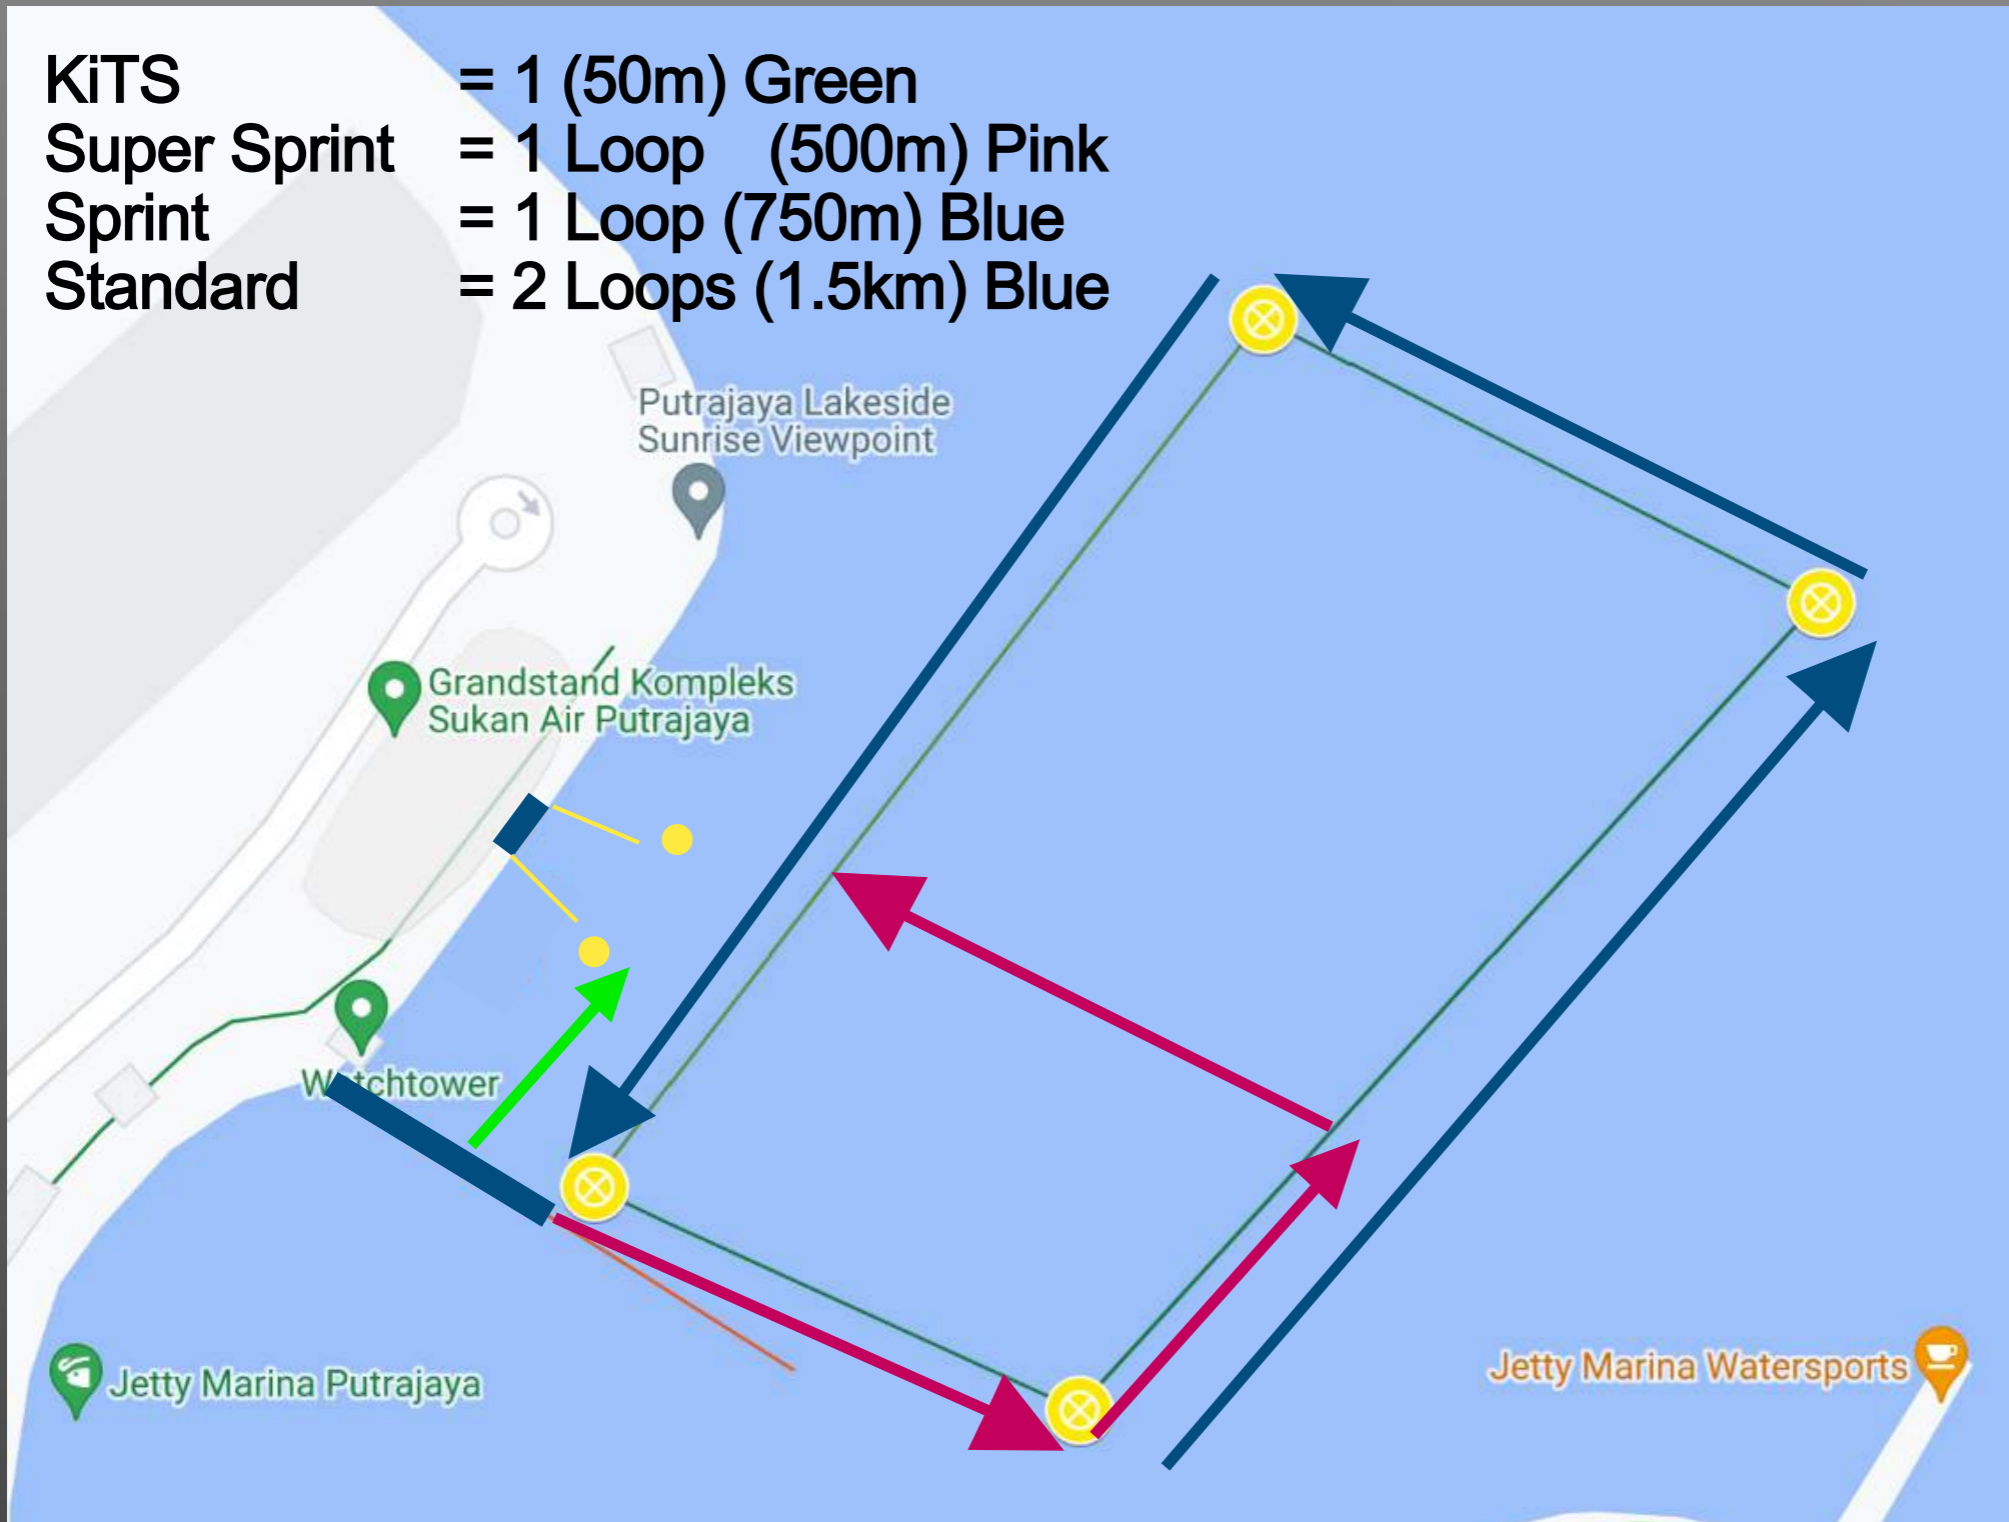 KiTS = 1 (50m) Green
Super Sprint = 1 Loop (500m) Pink
Sprint = 1 Loop (750m) Blue
Standard = 2 Loops (1.5km) Blue
Putrajaya Lakeside
Sunrise Viewpoint
Grandstand Kompleks
Sukan Air Putrajaya
Watchtower
Jetty Marina Putrajaya
Jetty Marina Watersports